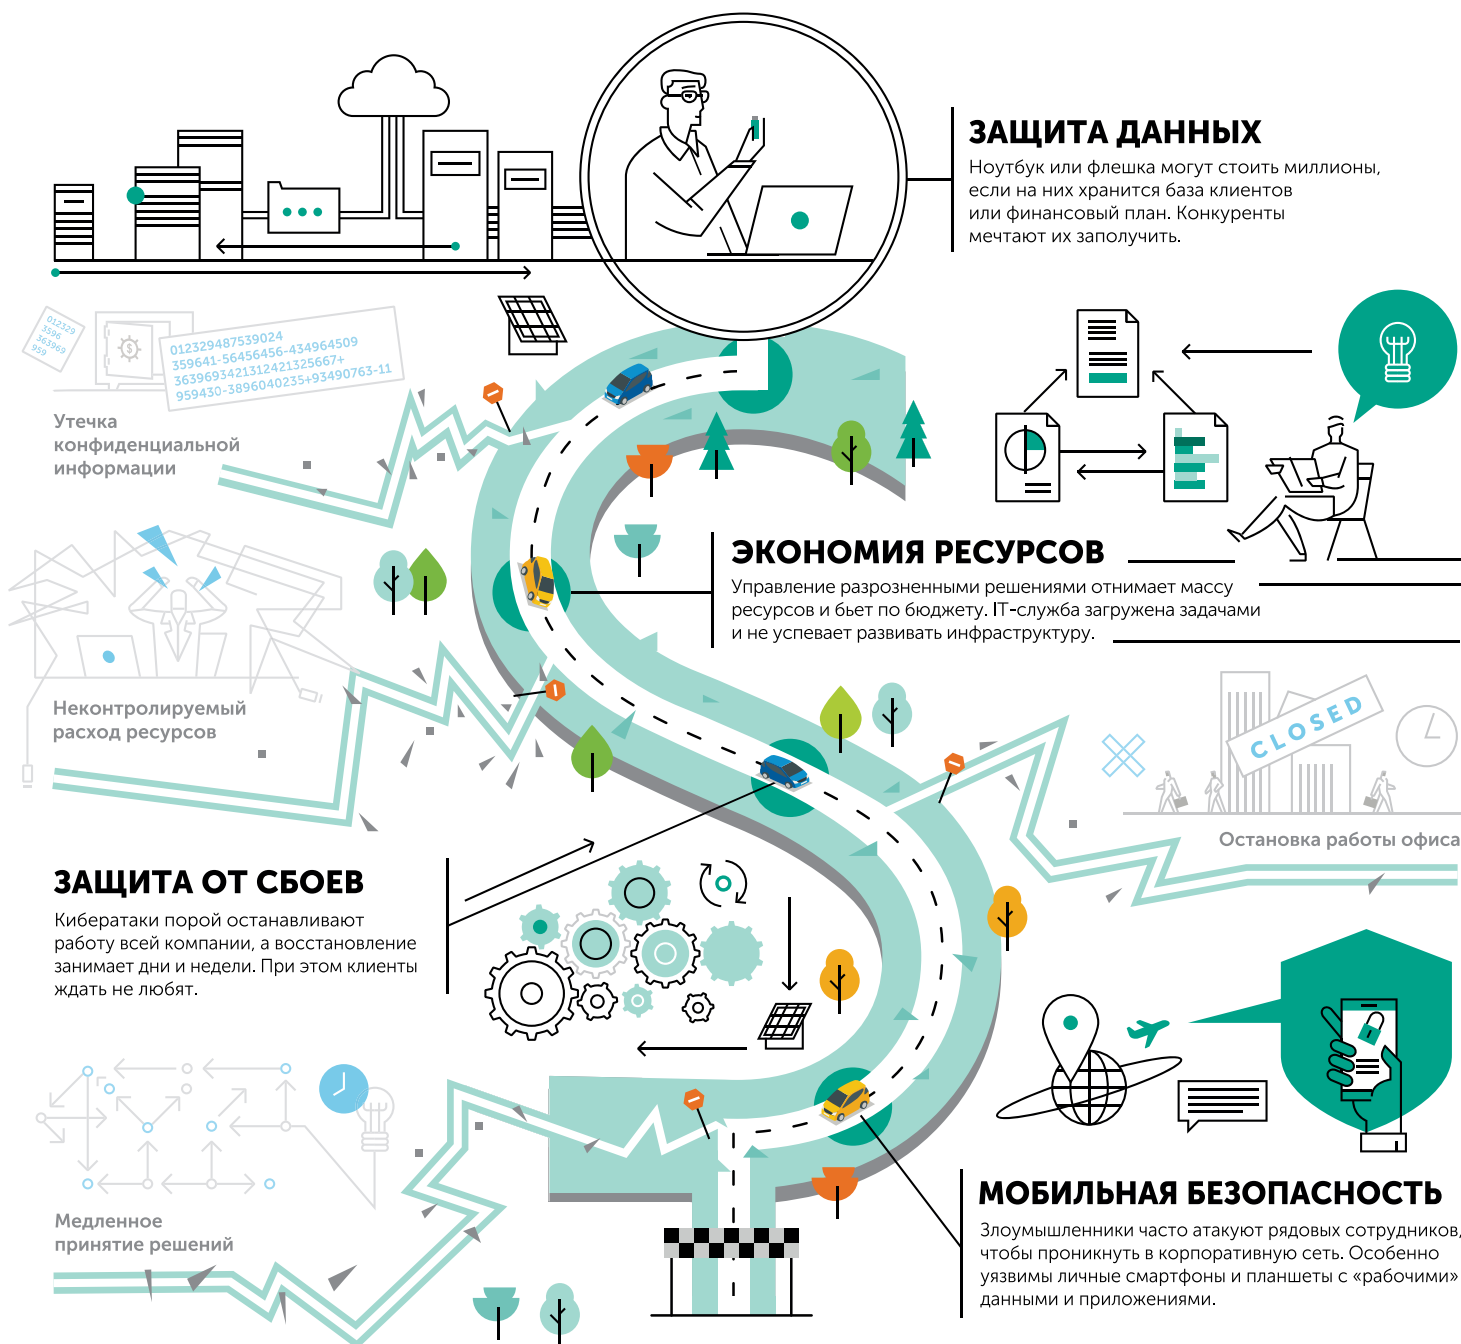 ЗАЩИТА ДАННЫХ
Ноутбук или флешка могут стоить миллионы,
если на них хранится база клиентов
или финансовый план. Конкуренты
мечтают их заполучить.
012329
3596
363969
959
012329487539024
359641-56456456-434964509
3639693421312421325667+
959430-3896040235+93490763-11
Утечка
конфиденциальной
информации
ЭКОНОМИЯ РЕСУРСОВ
Управление разрозненными решениями отнимает массу
ресурсов и бьет по бюджету. IT-служба загружена задачами
и не успевает развивать инфраструктуру.
Неконтролируемый
расход ресурсов
CLOSED
Остановка работы офиса
ЗАЩИТА ОТ СБОЕВ
Кибератаки порой останавливают
работу всей компании, а восстановление
занимает дни и недели. При этом клиенты
ждать не любят.
Медленное
принятие решений
МОБИЛЬНАЯ БЕЗОПАСНОСТЬ
Злоумышленники часто атакуют рядовых сотрудников,
чтобы проникнуть в корпоративную сеть. Особенно
уязвимы личные смартфоны и планшеты с «рабочими»
данными и приложениями.